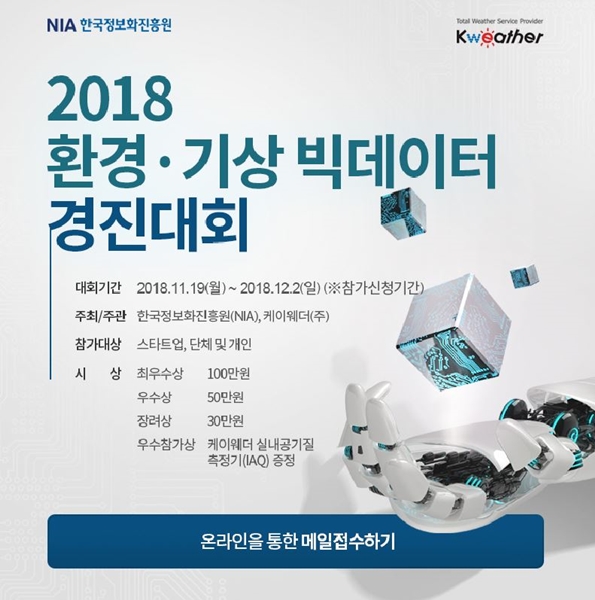 NIA 한국정보화진흥원
Total Weather Service Provider
Kweather
2018
환경·기상 빅데이터
경진대회
대회기간 2018.11.19(월) ~ 2018.12.2(일) (※참가신청기간)
주최/주관 한국정보화진흥원(NIA), 케이웨더(주)
참가대상 스타트업, 단체 및 개인
시 상 최우수상 100만원
우수상 50만원
장려상 30만원
우수참가상 케이웨더 실내공기질
측정기(IAQ) 증정
온라인을 통한 메일접수하기